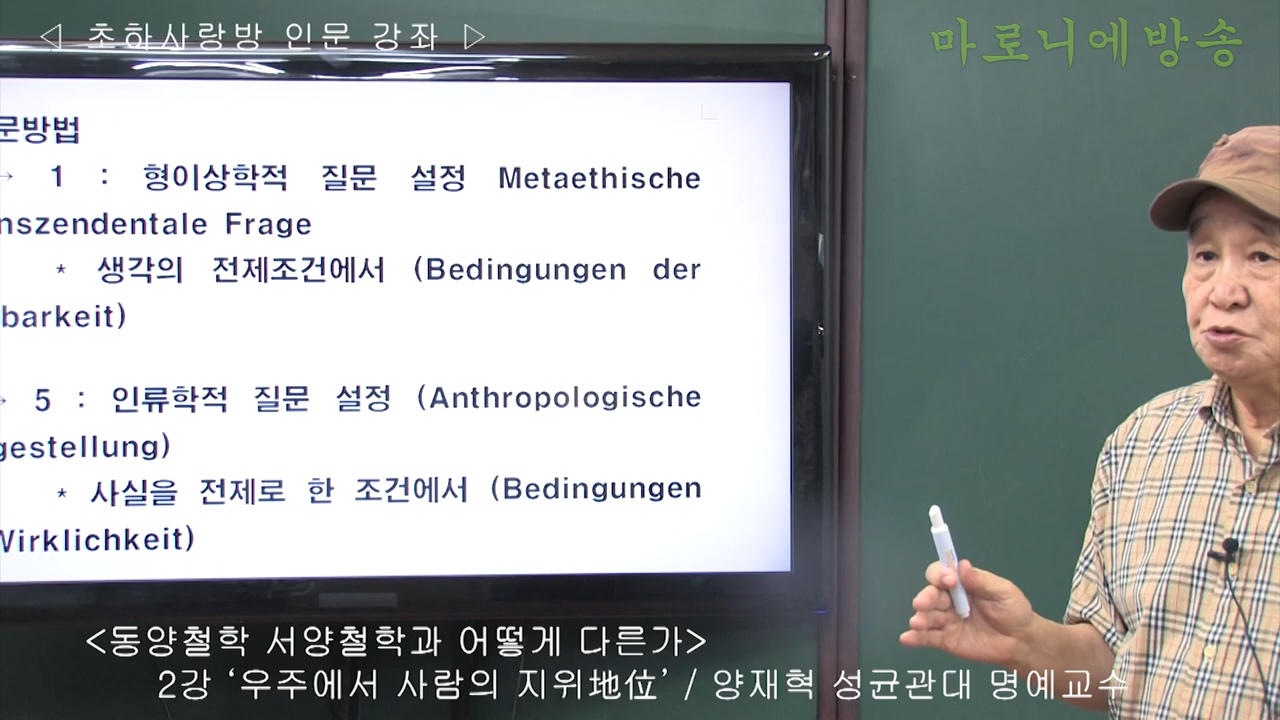 ◁ 초하사랑방 인문 강좌 ▷
마로니에방송
문방법
→ 1 : 형이상학적 질문 설정 Metaethische
nszendentale Frage
* 생각의 전제조건에서 (Bedingungen der
barkeit)
→ 5 : 인류학적 질문 설정 (Anthropologische
gestellung)
* 사실을 전제로 한 조건에서 (Bedingungen
Wirklichkeit)
<동양철학 서양철학과 어떻게 다른가>
2강 ‘우주에서 사람의 지위地位’ / 양재혁 성균관대 명예교수